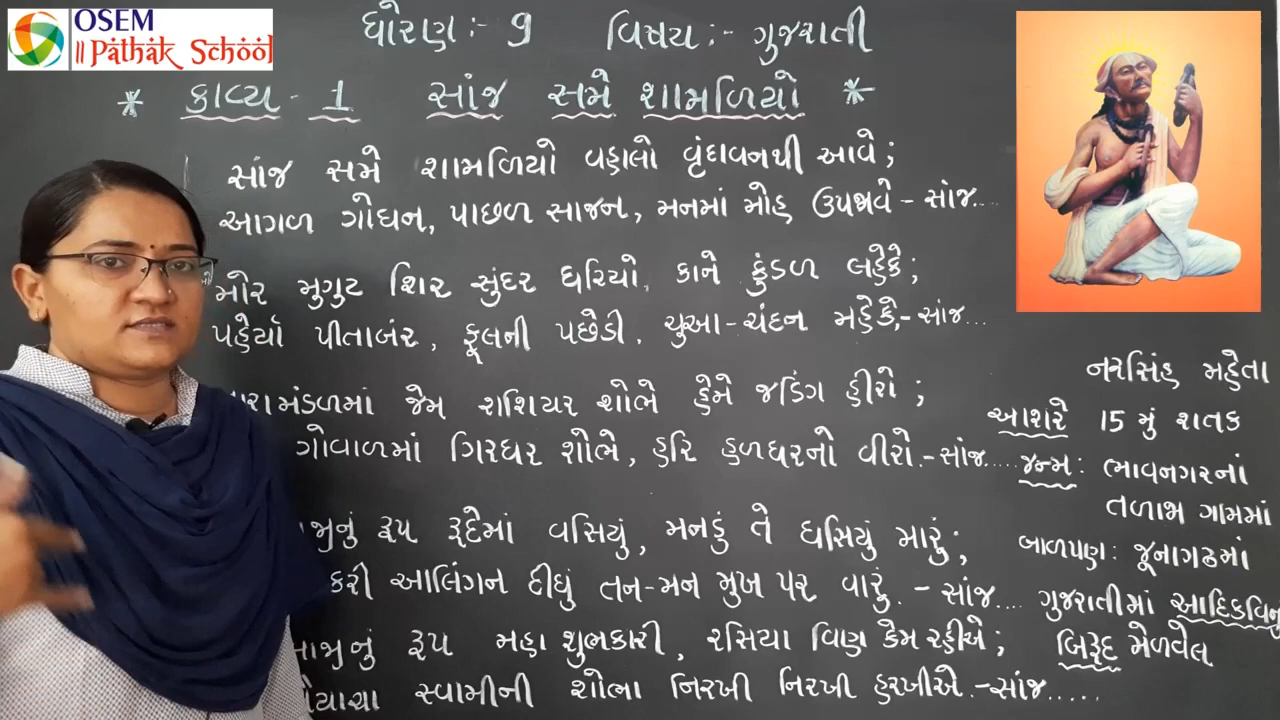 OSEM
Pathak School
ધોરણ:- 9 વિષય:- ગુજરાતી
* કાવ્ય - 1 સાંજ સમે શામળિયો *
સાંજ સમે શામળિયો વહાલો વૃંદાવનથી આવે;
આગળ ગોધન, પાછળ સાજન, મનમાં મોહ ઉપજાવે - સાંજ....
મોર મુગુટ શિર સુંદર ધરિયો, કાને કુંડળ લહેકે;
પહેર્યાં પીતાબંર, ફૂલની પછેડી, ચુઆ-ચંદન મહેકે,- સાંજ...
મંડળમાં જેમ શશિયર શોભે હેમે જડિંગ હીરો;
ગોવાળમાં ગિરધર શોભે, હરિ હળધરનો વીરો.-સાંજ.....
રૂપ રૂદેમાં વસિયું, મનડું તે ધસિયું મારું;
કરી આલિંગન દીધું તન-મન મુખ પર વારું. - સાંજ....
રૂપ મહા શુભકારી, રસિયા વિણ કેમ રહીએ;
સ્વામીની શોભા નિરખી નિરખી હરખીએ.-સાંજ.....
નરસિંહ મહેતા
આશરે 15 મું શતક
જન્મ: ભાવનગરનાં
તળાજા ગામમાં
બાળપણ: જૂનાગઢમાં
ગુજરાતીમાં આદિકવિનુ
બિરૂદ મેળવેલ